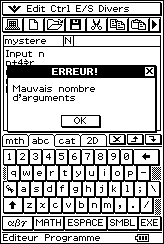 Edit Ctrl E/S Divers
mystere N
Input n
n+4⇒r
ERREUR!
Mauvais nombre
d'arguments
OK
mth abc cat 2D
1 2 3 4 5 6 7 8 9 0
q w e r t y u i o p -
a s d f g h j k l ;
z x c v b n m , . /
αβγ MATH ESPACE SMBL EXE
Editeur Programme